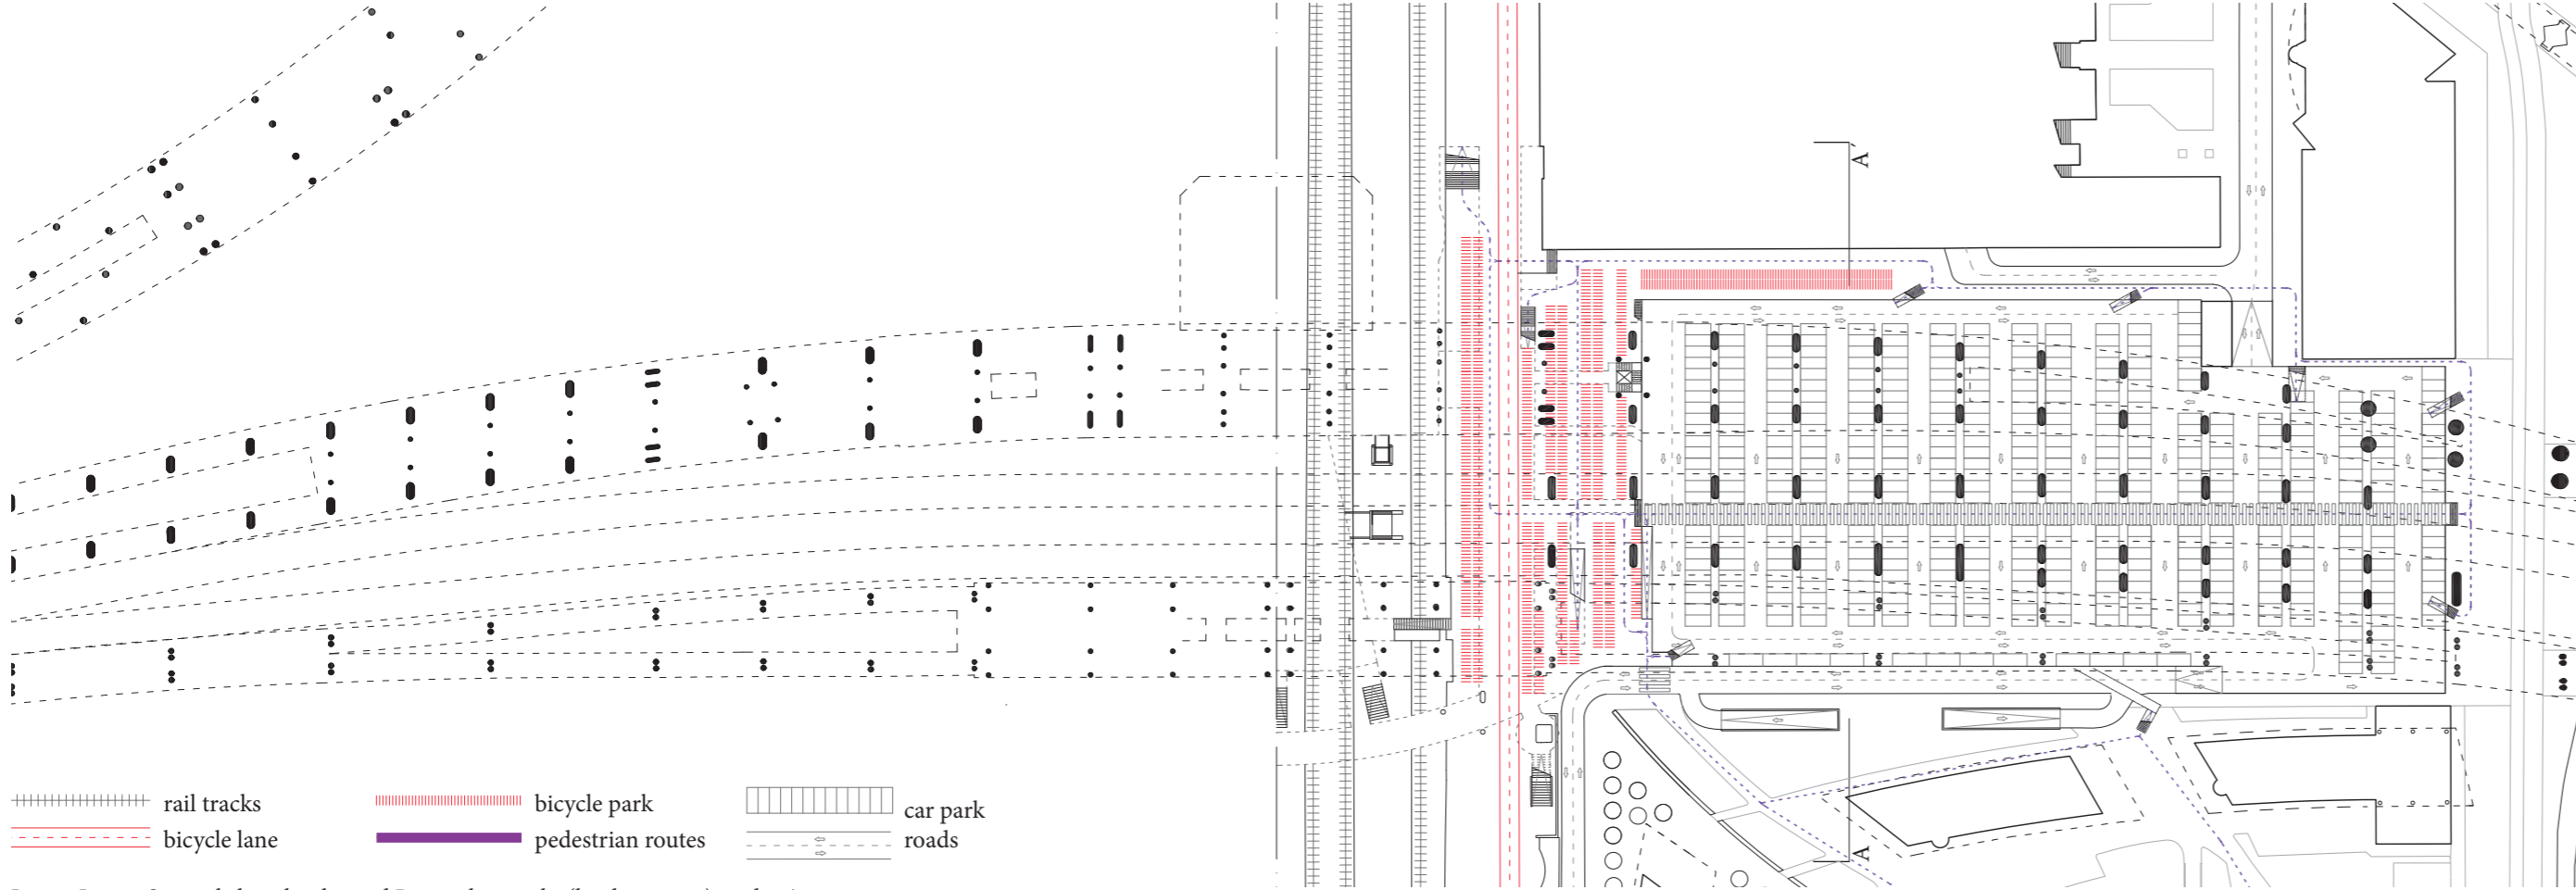 A
A
rail tracks
bicycle lane
bicycle park
pedestrian routes
car park
roads